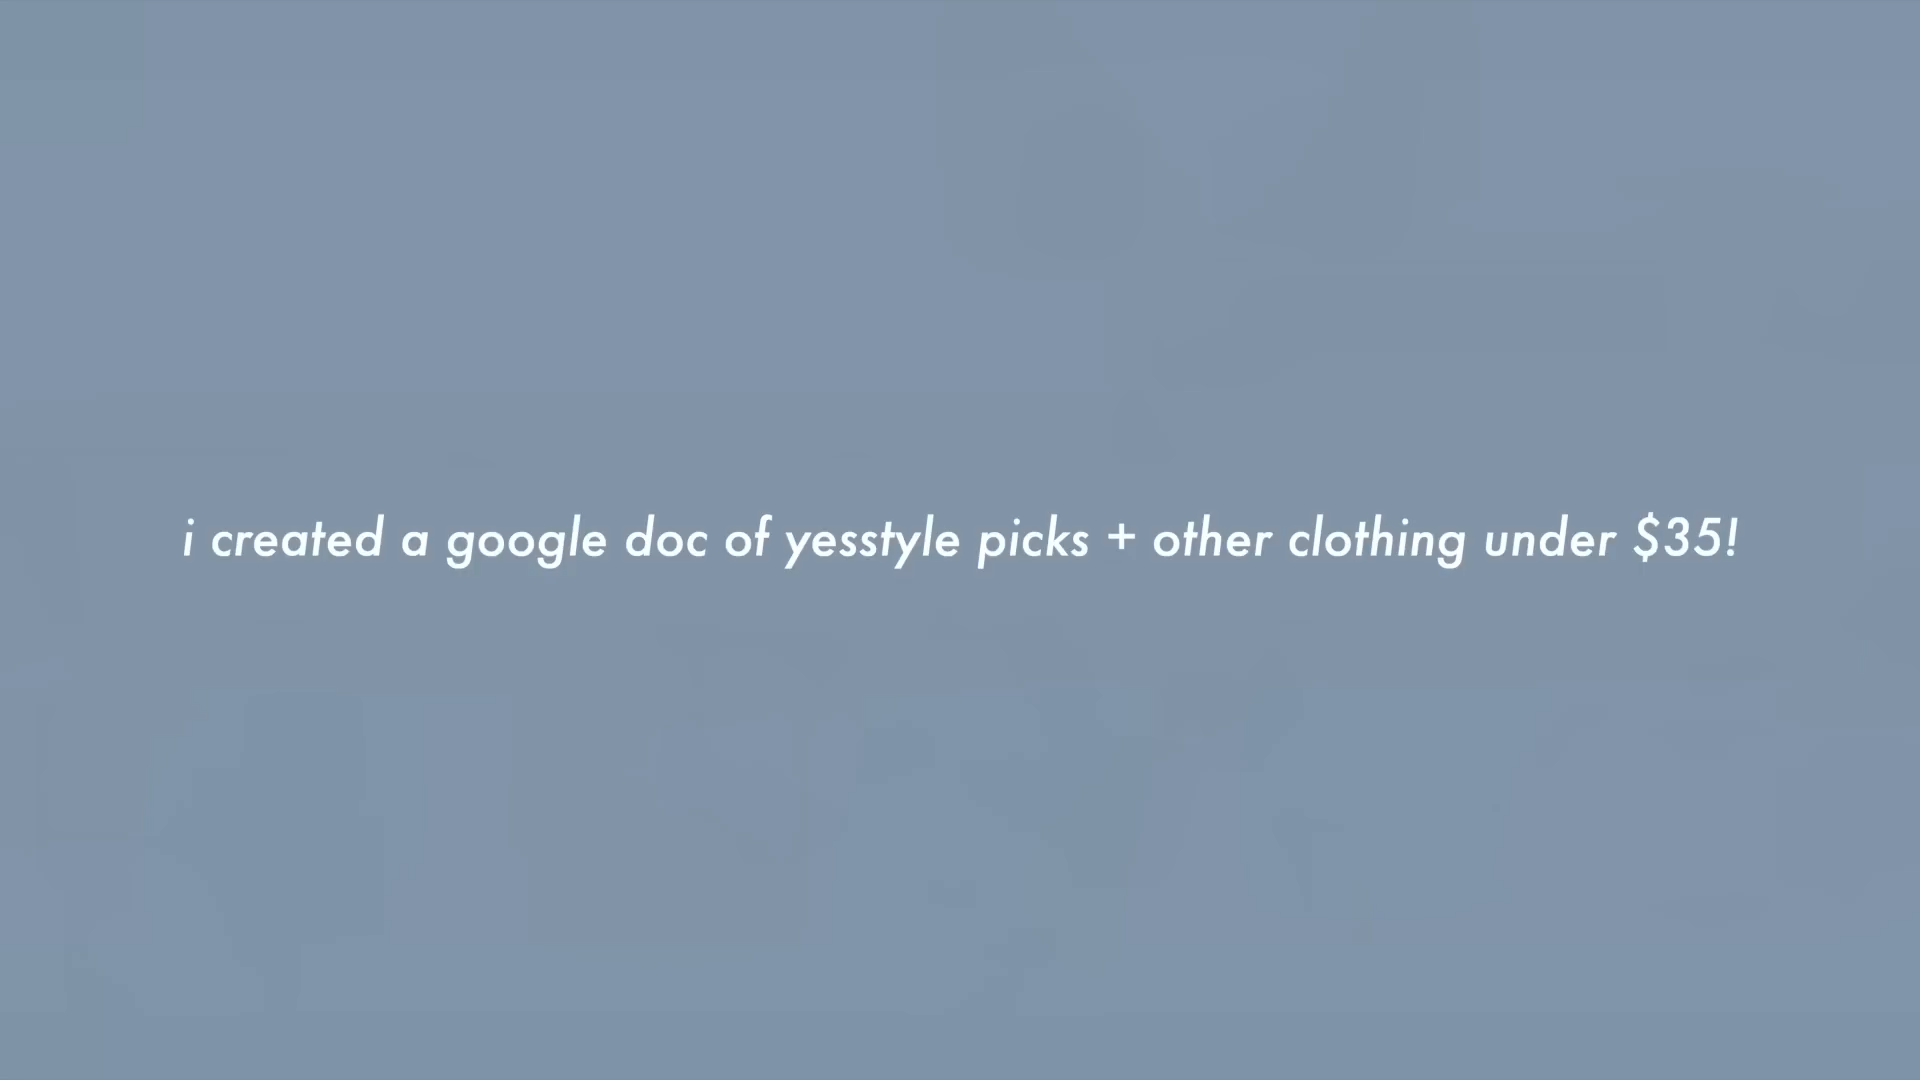 i created a google doc of yesstyle picks + other clothing under $35!